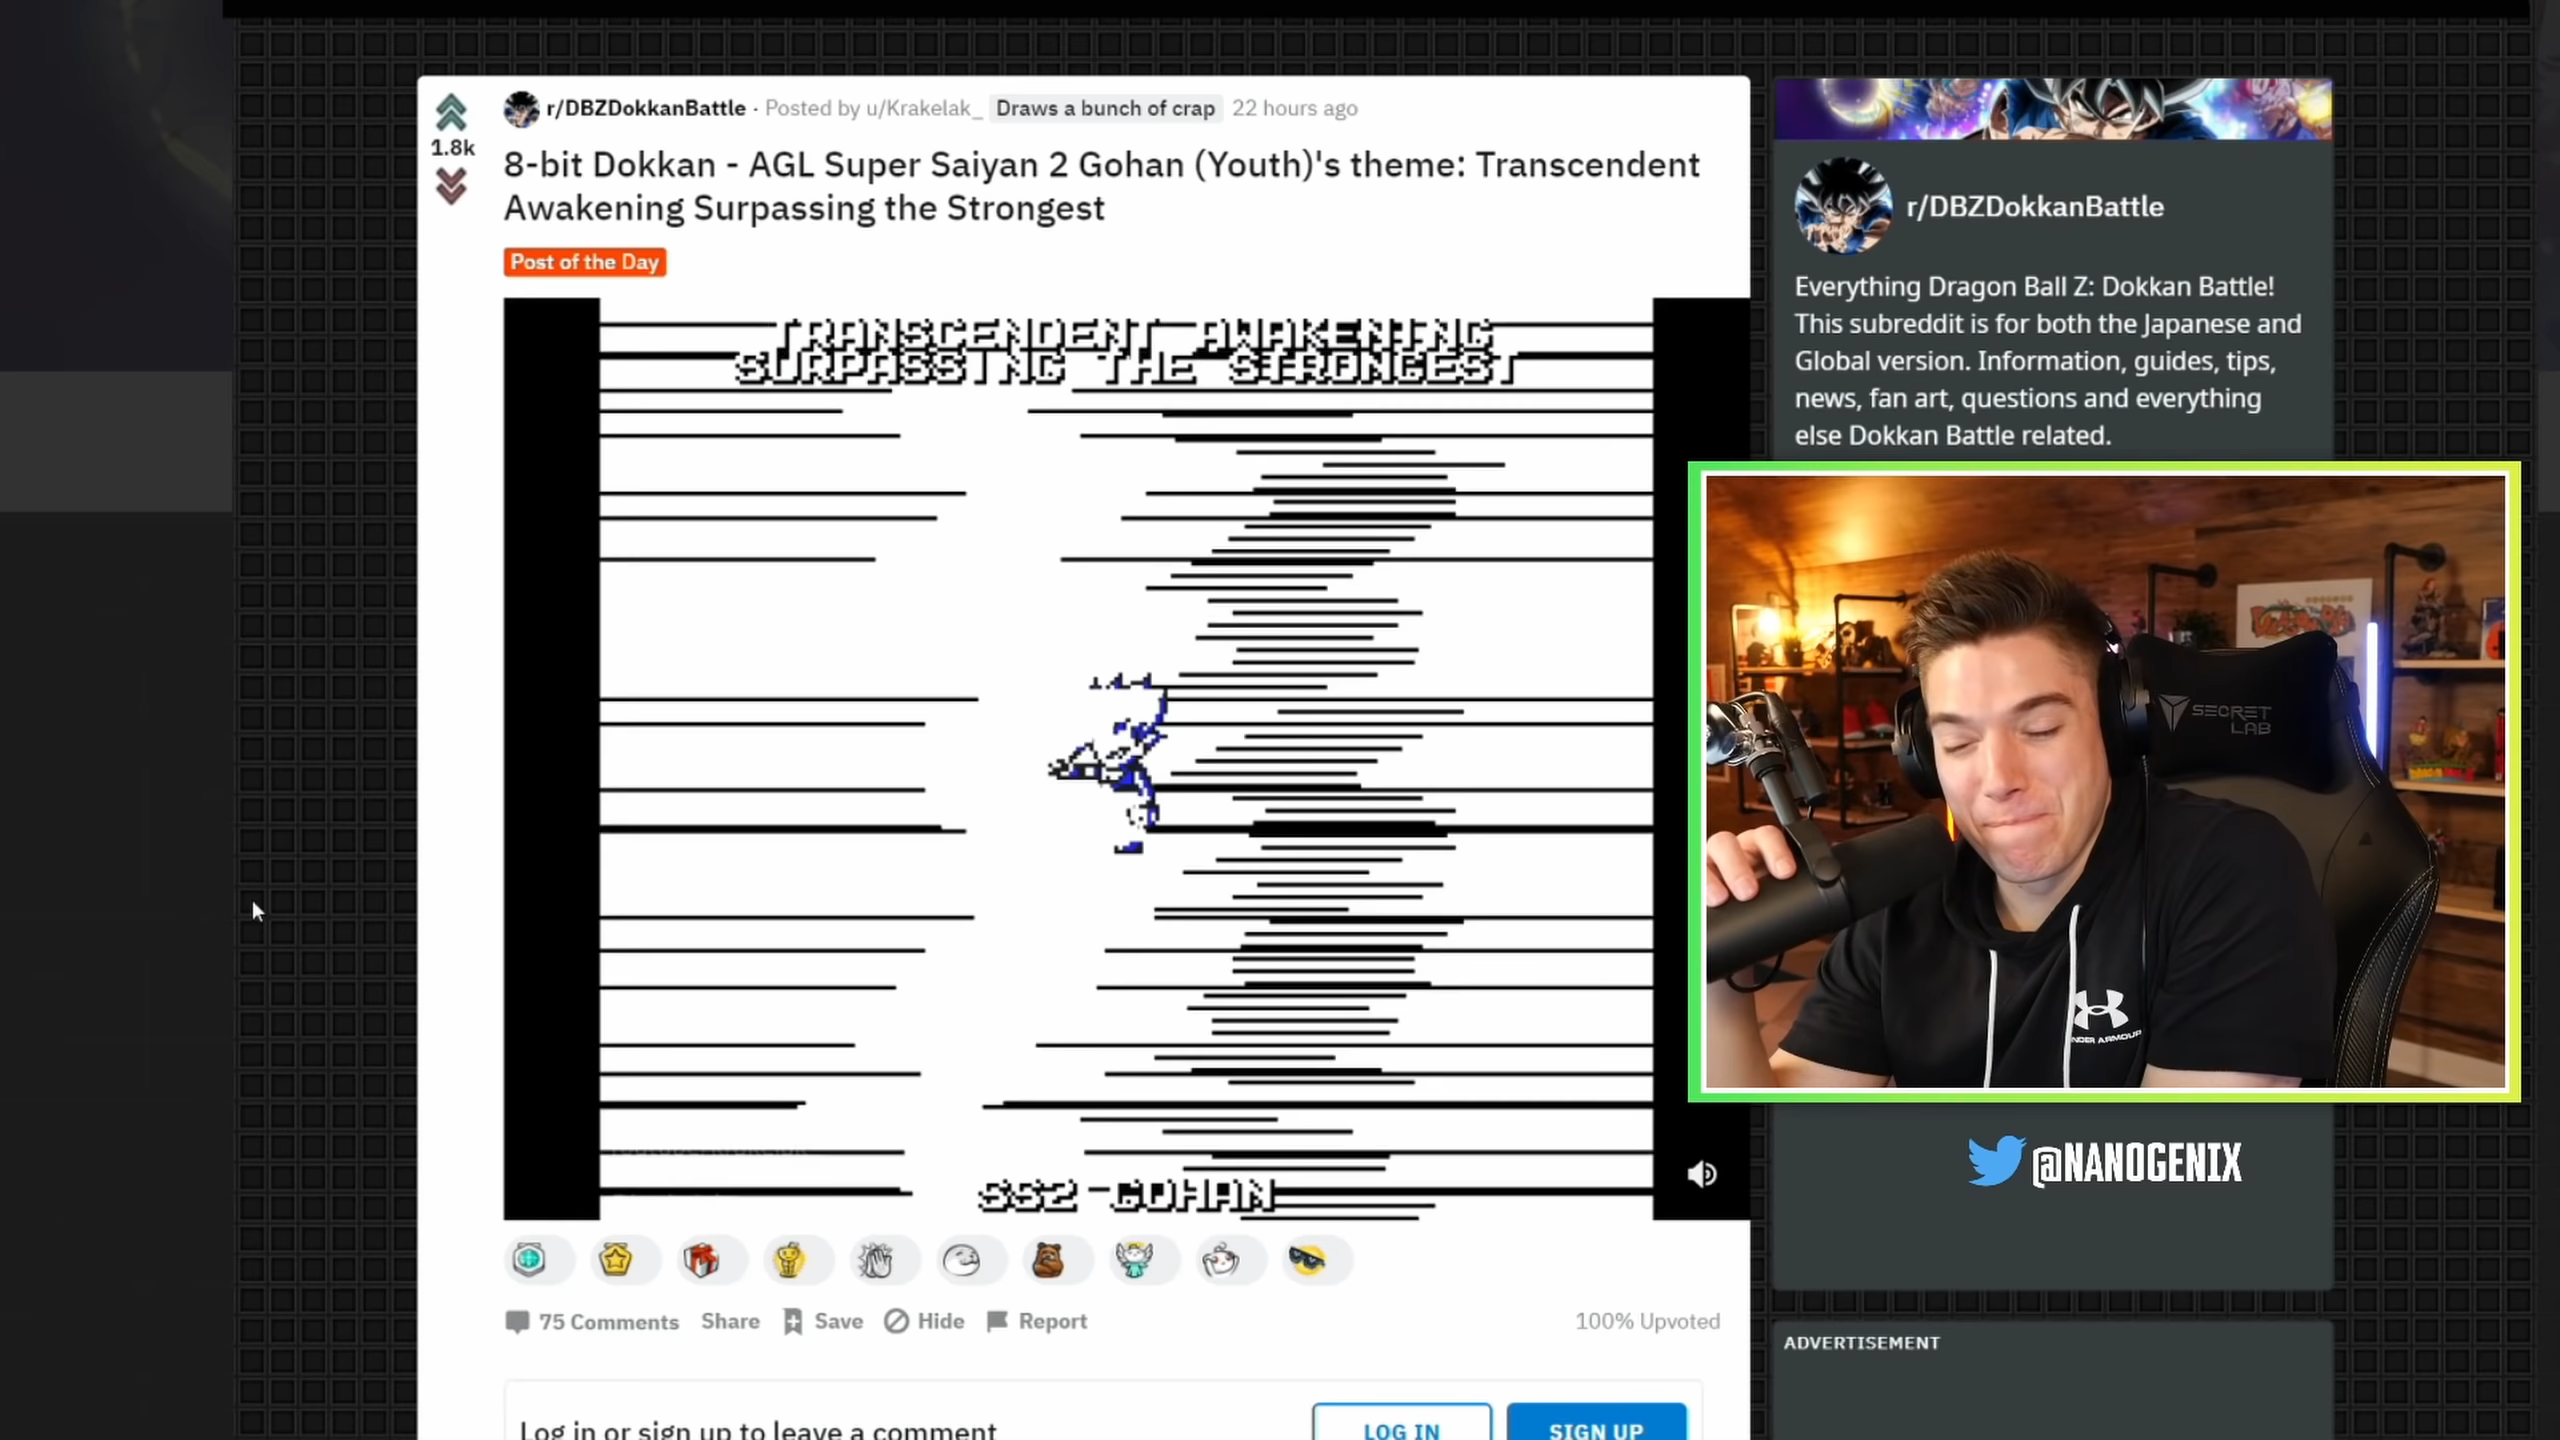 r/DBZDokkanBattle · Posted by u/Krakelak_ Draws a bunch of crap 22 hours ago
1.8k
8-bit Dokkan - AGL Super Saiyan 2 Gohan (Youth)'s theme: Transcendent
Awakening Surpassing the Strongest
Post of the Day
TRANSCENDENT AWAKENING
SURPASSING THE STRONGEST
SS2 GOHAN
75 Comments Share Save Hide Report 100% Upvoted
Log in or sign up to leave a comment LOG IN SIGN UP
r/DBZDokkanBattle
Everything Dragon Ball Z: Dokkan Battle!
This subreddit is for both the Japanese and
Global version. Information, guides, tips,
news, fan art, questions and everything
else Dokkan Battle related.
SECRET
LAB
UNDER ARMOUR
@NANOGENIX
ADVERTISEMENT